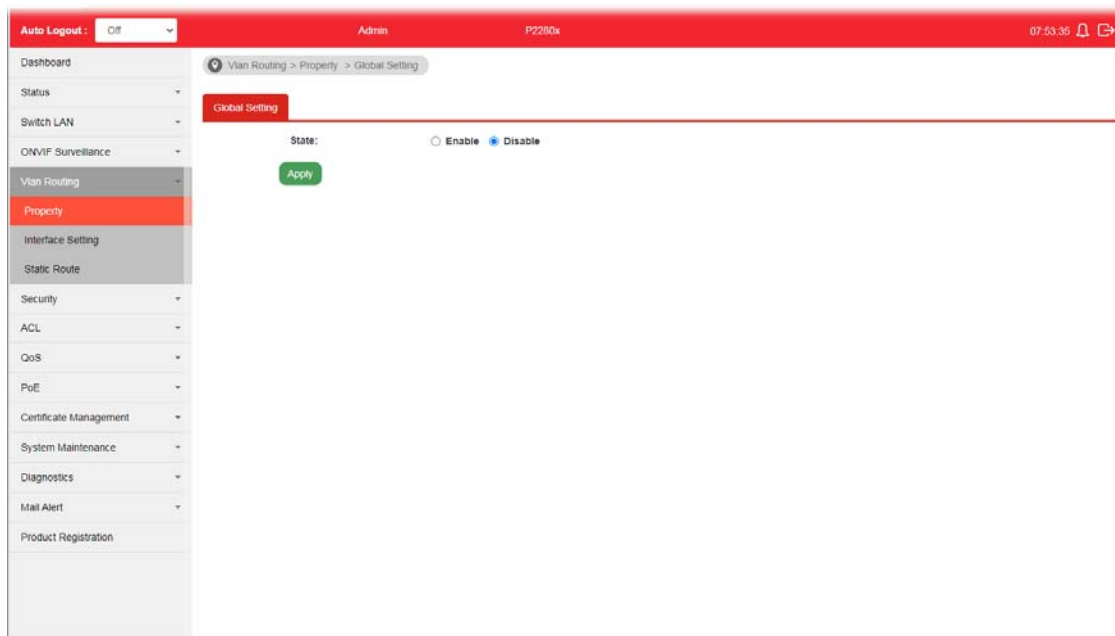 Auto Logout : Off Admin P2280x 07:53:35
Dashboard
Vlan Routing > Property > Global Setting
Status
Global Setting
Switch LAN
State: Enable Disable
ONVIF Surveillance
Apply
Vlan Routing
Property
Interface Setting
Static Route
Security
ACL
QoS
PoE
Certificate Management
System Maintenance
Diagnostics
Mail Alert
Product Registration